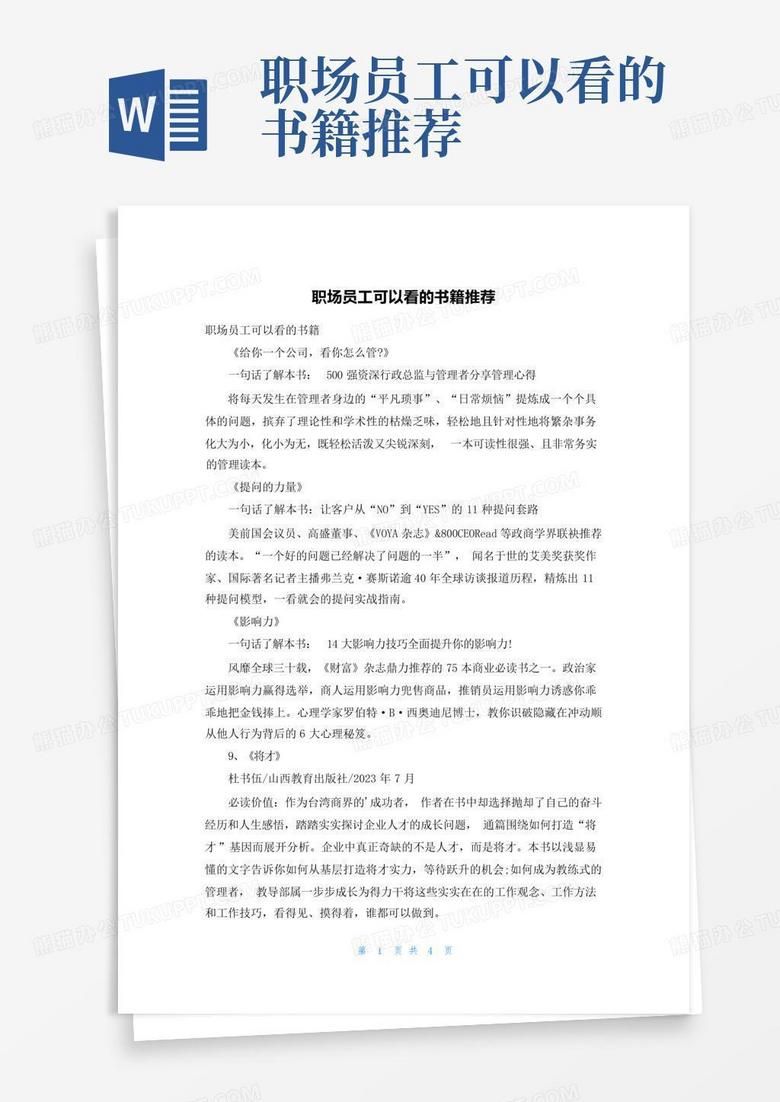 职场员工可以看的
书籍推荐
W
职场员工可以看的书籍推荐
职场员工可以看的书籍
《给你一个公司，看你怎么管?》
一句话了解本书： 500 强资深行政总监与管理者分享管理心得
将每天发生在管理者身边的“平凡琐事”、“日常烦恼”提炼成一个个具
体的问题，摈弃了理论性和学术性的枯燥乏味，轻松地且针对性地将繁杂事务
化大为小，化小为无，既轻松活泼又尖锐深刻， 一本可读性很强、且非常务实
的管理读本。
《提问的力量》
一句话了解本书：让客户从“NO”到“YES”的 11 种提问套路
美前国会议员、高盛董事、《VOYA 杂志》&800CEORead 等政商学界联袂推荐
的读本。“一个好的问题已经解决了问题的一半”， 闻名于世的艾美奖获奖作
家、国际著名记者主播弗兰克·赛斯诺逾 40 年全球访谈报道历程，精炼出 11
种提问模型，一看就会的提问实战指南。
《影响力》
一句话了解本书： 14 大影响力技巧全面提升你的影响力!
风靡全球三十载，《财富》杂志鼎力推荐的 75 本商业必读书之一。政治家
运用影响力赢得选举，商人运用影响力兜售商品，推销员运用影响力诱惑你乖
乖地把金钱捧上。心理学家罗伯特·B·西奥迪尼博士，教你识破隐藏在冲动顺
从他人行为背后的 6 大心理秘笈。
9、《将才》
杜书伍/山西教育出版社/2023 年 7 月
必读价值：作为台湾商界的'成功者， 作者在书中却选择抛却了自己的奋斗
经历和人生感悟，踏踏实实探讨企业人才的成长问题， 通篇围绕如何打造“将
才”基因而展开分析。企业中真正奇缺的不是人才，而是将才。本书以浅显易
懂的文字告诉你如何从基层打造将才实力，等待跃升的机会;如何成为教练式的
管理者， 教导部属一步步成长为得力干将这些实实在在的工作观念、工作方法
和工作技巧，看得见、摸得着，谁都可以做到。
第 1 页 共 4 页
熊猫办公 TUKUPPT.COM